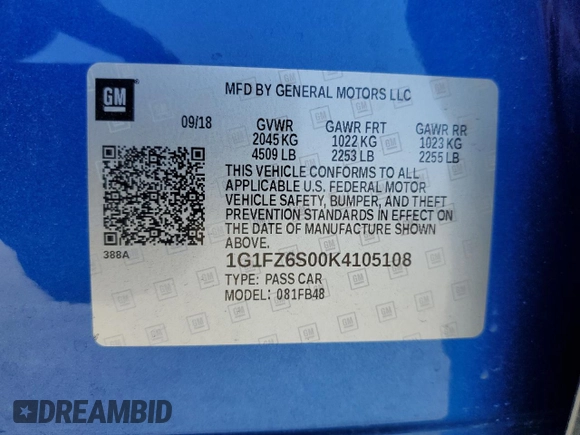 GM
MFD BY GENERAL MOTORS LLC
09/18 GVWR GAWR FRT GAWR RR
2045 KG 1022 KG 1023 KG
4509 LB 2253 LB 2255 LB
THIS VEHICLE CONFORMS TO ALL
APPLICABLE U.S. FEDERAL MOTOR
VEHICLE SAFETY, BUMPER, AND THEFT
PREVENTION STANDARDS IN EFFECT ON
THE DATE OF MANUFACTURE SHOWN
ABOVE.
388A
1G1FZ6S00K4105108
TYPE: PASS CAR
MODEL: 081FB48
DREAMBID